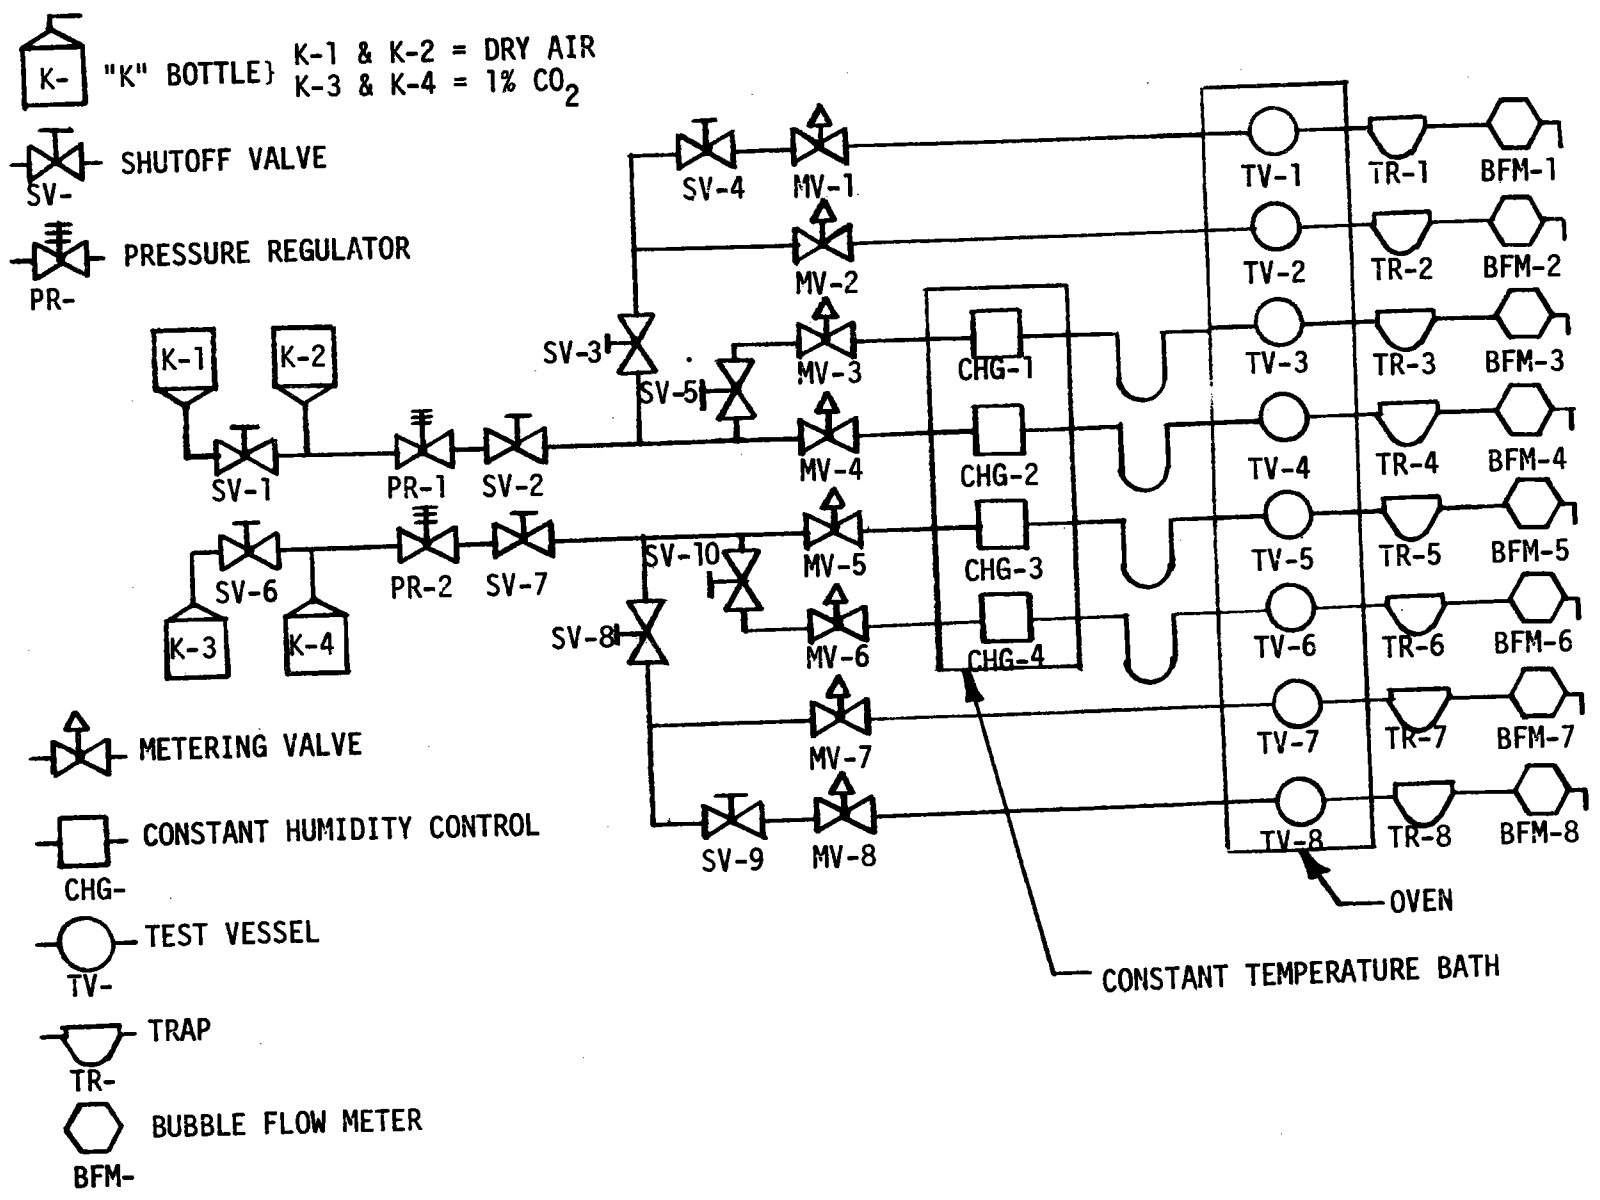 K-
"K" BOTTLE}
K-1 & K-2 = DRY AIR
K-3 & K-4 = 1% CO2
SV-
SHUTOFF VALVE
PR-
PRESSURE REGULATOR
K-1
K-2
SV-1
PR-1
SV-2
SV-3
SV-5
SV-4
MV-1
MV-2
MV-3
MV-4
CHG-1
CHG-2
TV-1
TR-1
BFM-1
TV-2
TR-2
BFM-2
TV-3
TR-3
BFM-3
TV-4
TR-4
BFM-4
SV-6
PR-2
SV-7
K-3
K-4
SV-8
SV-10
MV-5
MV-6
MV-7
SV-9
MV-8
CHG-3
CHG-4
TV-5
TR-5
BFM-5
TV-6
TR-6
BFM-6
TV-7
TR-7
BFM-7
TV-8
TR-8
BFM-8
OVEN
CONSTANT TEMPERATURE BATH
METERING VALVE
CONSTANT HUMIDITY CONTROL
CHG-
TEST VESSEL
TV-
TRAP
TR-
BUBBLE FLOW METER
BFM-